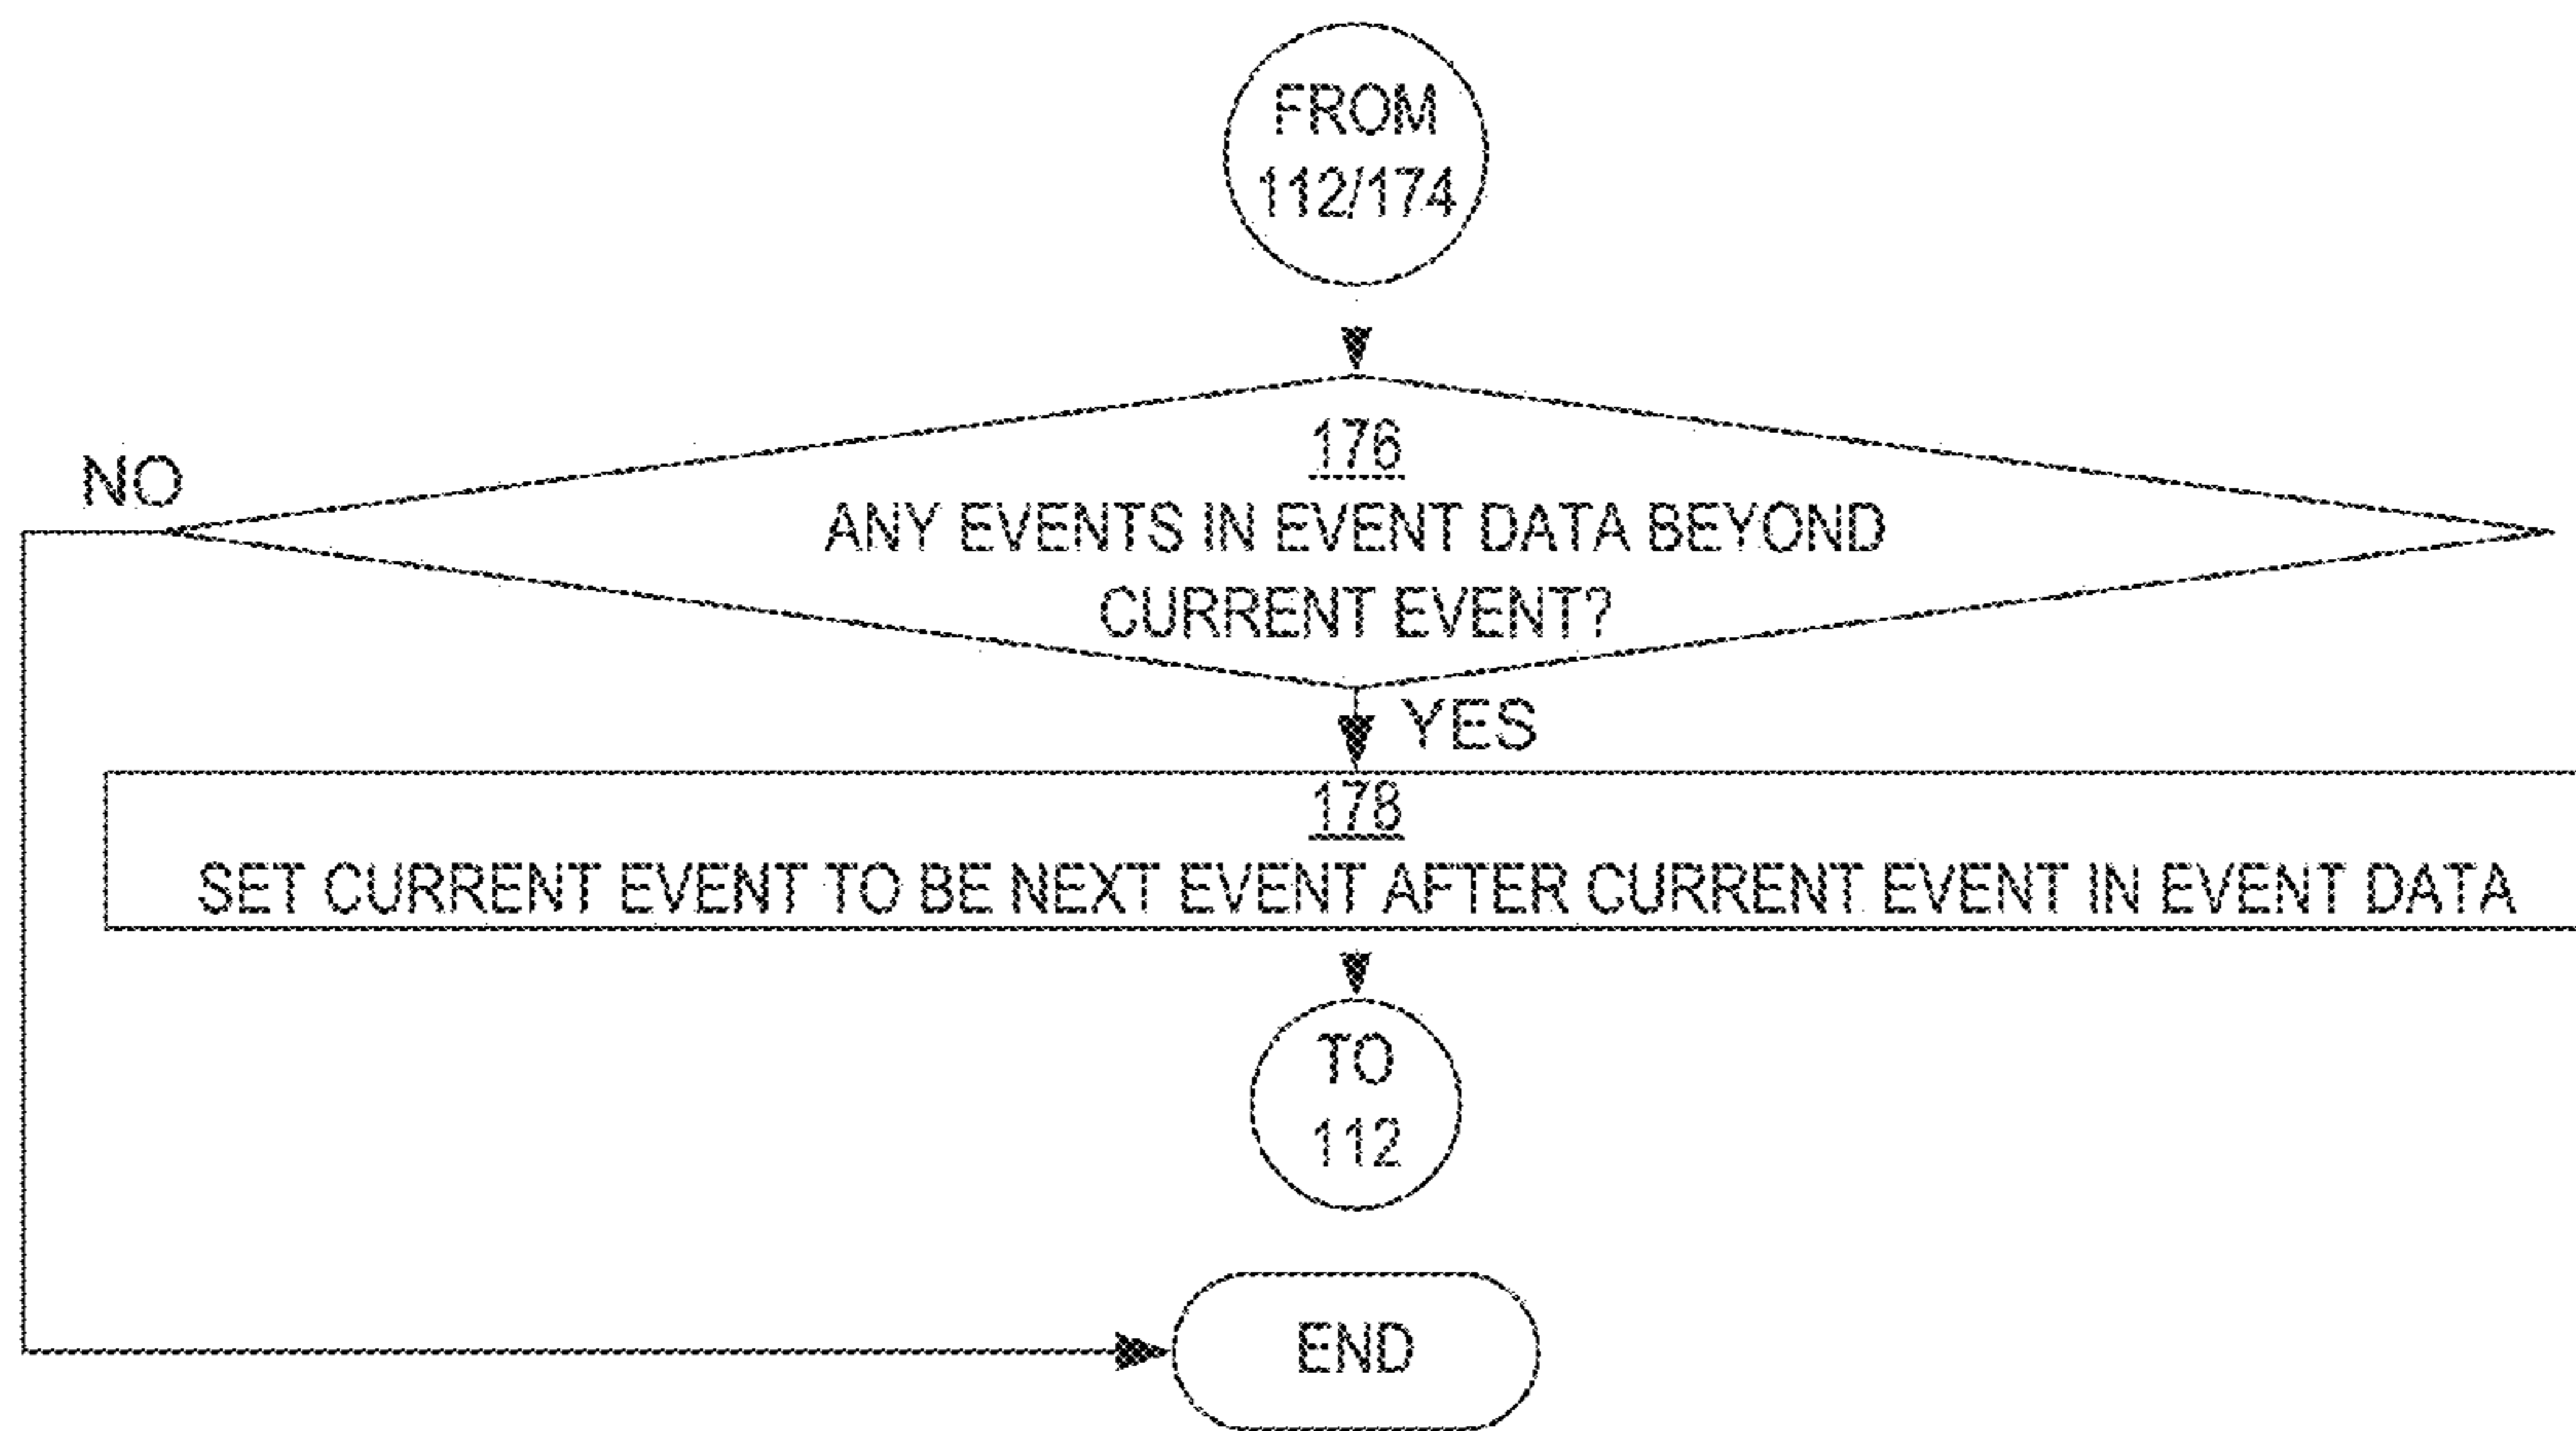 FROM
112/174
176
NO
ANY EVENTS IN EVENT DATA BEYOND
CURRENT EVENT?
YES
178
SET CURRENT EVENT TO BE NEXT EVENT AFTER CURRENT EVENT IN EVENT DATA
TO
112
END